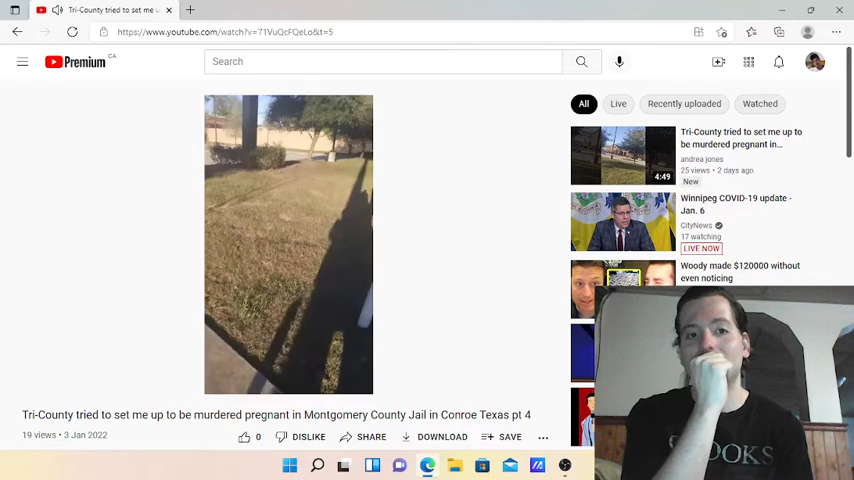 Tri-County tried to set me u
https://www.youtube.com/watch?v=71VuQcFQeLo&t=5
Premium CA
Search
All
Live
Recently uploaded
Watched
Tri-County tried to set me up to
be murdered pregnant in...
andrea jones
25 views • 2 days ago
New
4:49
Winnipeg COVID-19 update -
Jan. 6
CityNews
17 watching
LIVE NOW
Woody made $120000 without
even noticing
Tri-County tried to set me up to be murdered pregnant in Montgomery County Jail in Conroe Texas pt 4
19 views • 3 Jan 2022
0
DISLIKE
SHARE
DOWNLOAD
SAVE
ROOKS